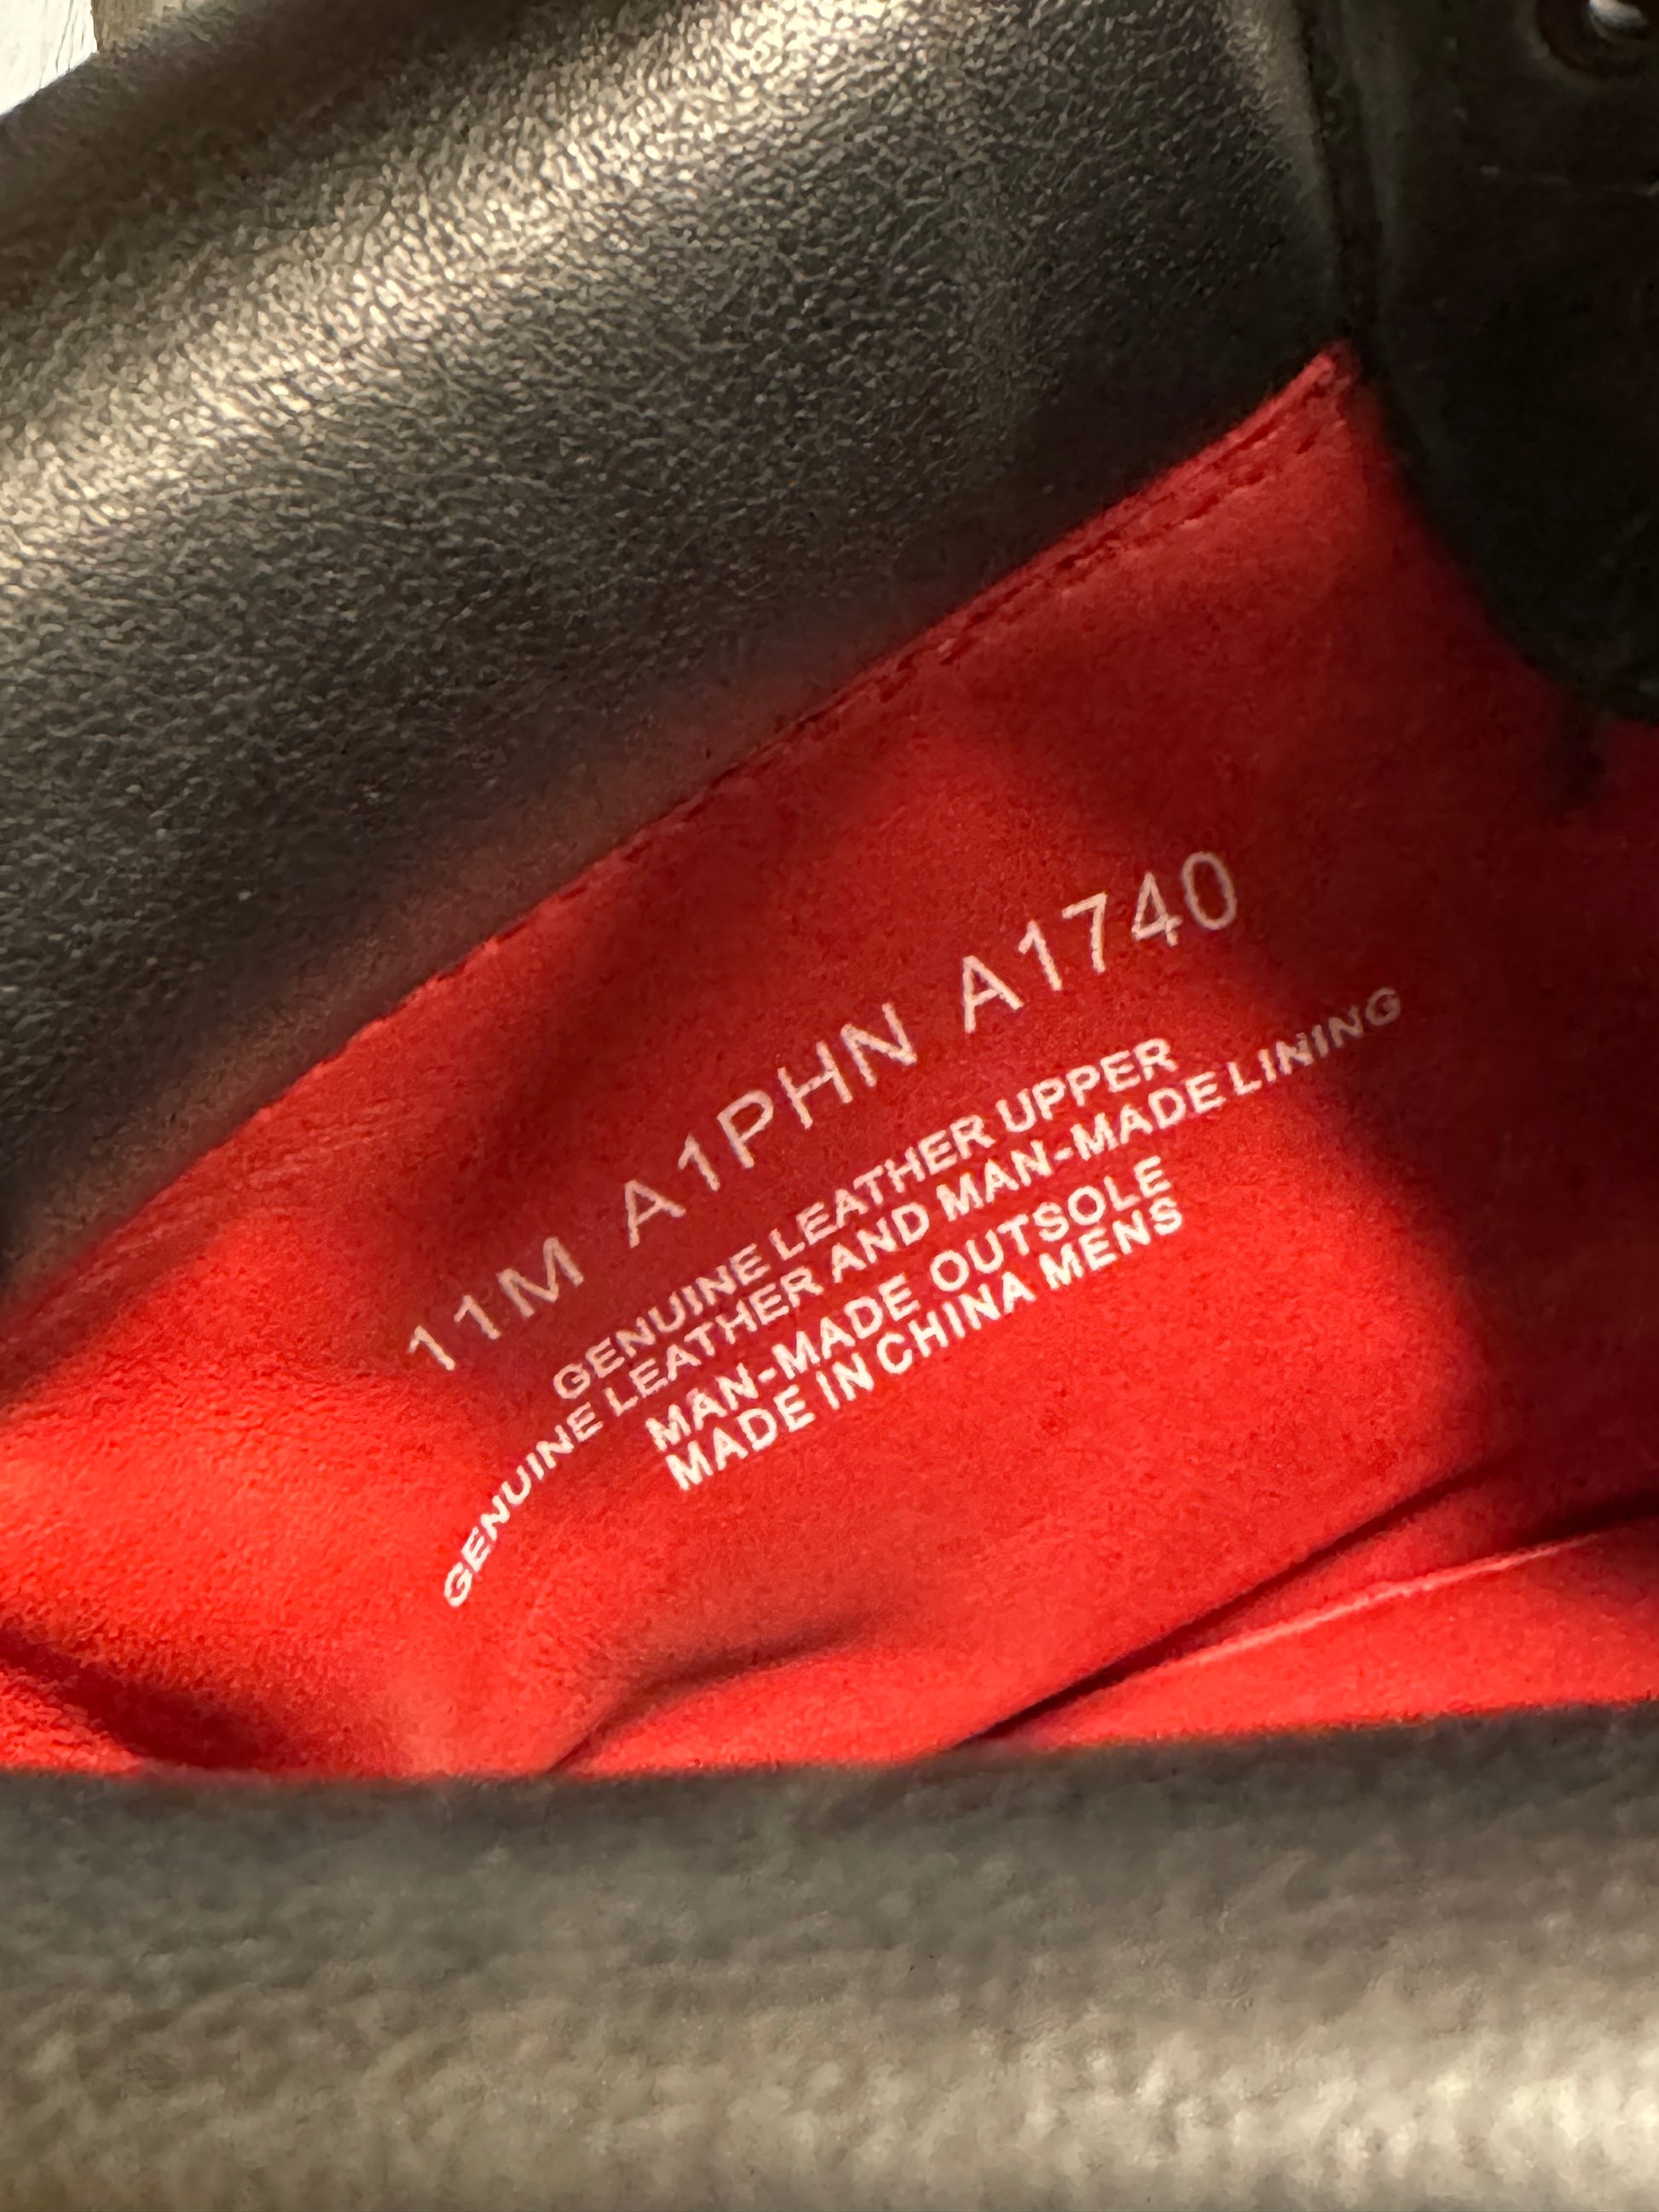 11M A1PHN A1740
GENUINE LEATHER UPPER
GENUINE LEATHER AND MAN-MADE LINING
MAN-MADE OUTSOLE
MADE IN CHINA MENS